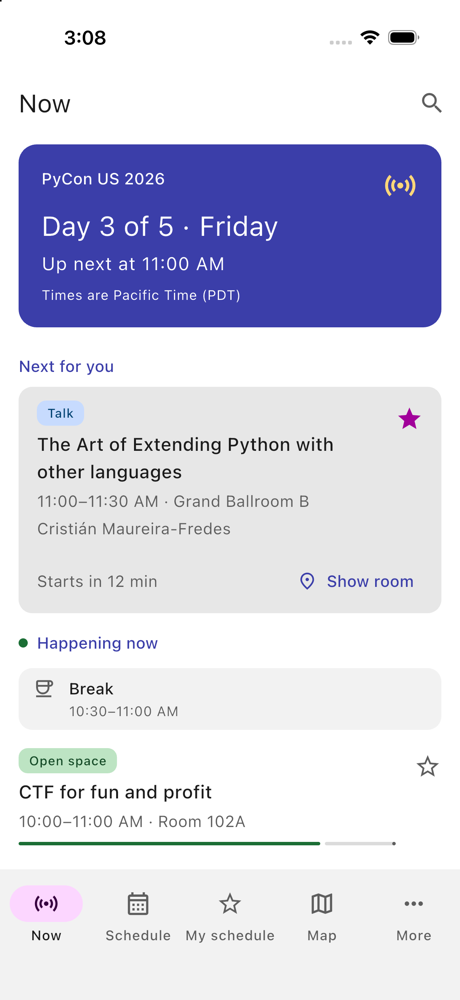 3:08
Now
PyCon US 2026
Day 3 of 5 · Friday
Up next at 11:00 AM
Times are Pacific Time (PDT)
Next for you
Talk
The Art of Extending Python with
other languages
11:00–11:30 AM · Grand Ballroom B
Cristián Maureira-Fredes
Starts in 12 min
Show room
Happening now
Break
10:30–11:00 AM
Open space
CTF for fun and profit
10:00–11:00 AM · Room 102A
Now
Schedule
My schedule
Map
More